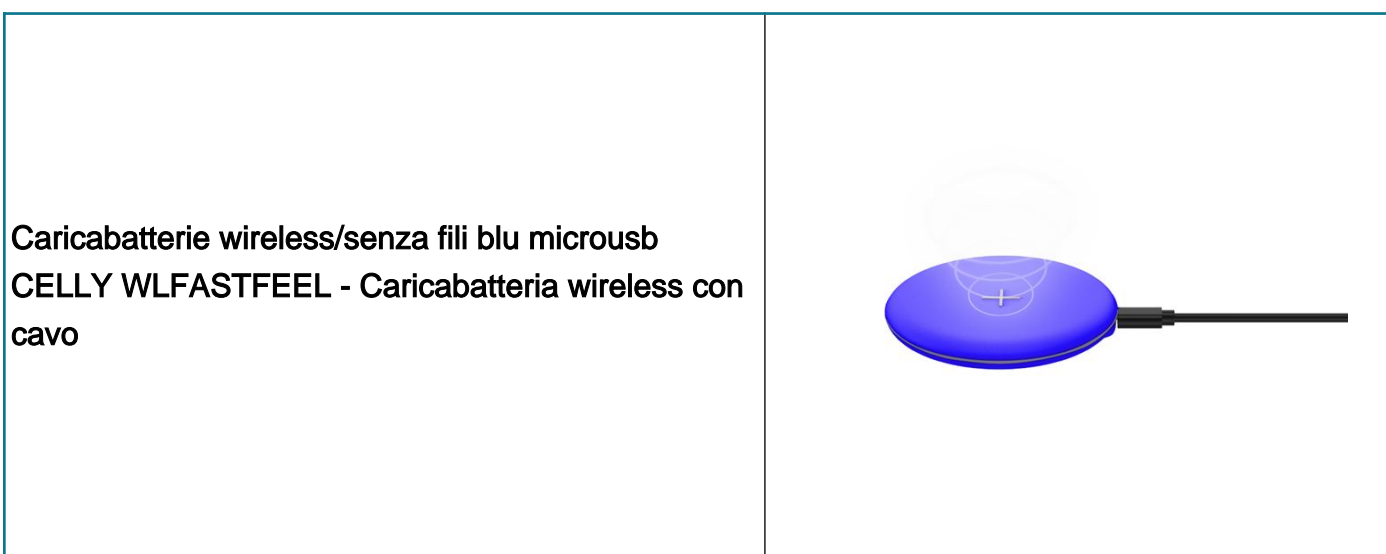 Caricabatterie wireless/senza fili blu microusb
CELLY WLFASTFEEL - Caricabatteria wireless con
cavo